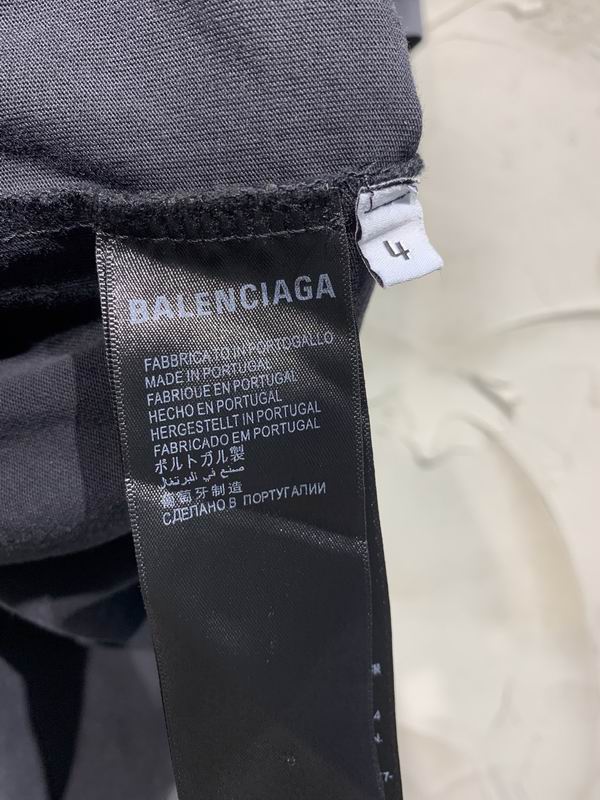 4
BALENCIAGA
FABBRICATO IN PORTOGALLO
MADE IN PORTUGAL
FABRIQUE EN PORTUGAL
HECHO EN PORTUGAL
HERGESTELLT IN PORTUGAL
FABRICADO EM PORTUGAL
ポルトガル製
صنع في البرتغال
葡萄牙制造
СДЕЛАНО В ПОРТУГАЛИИ